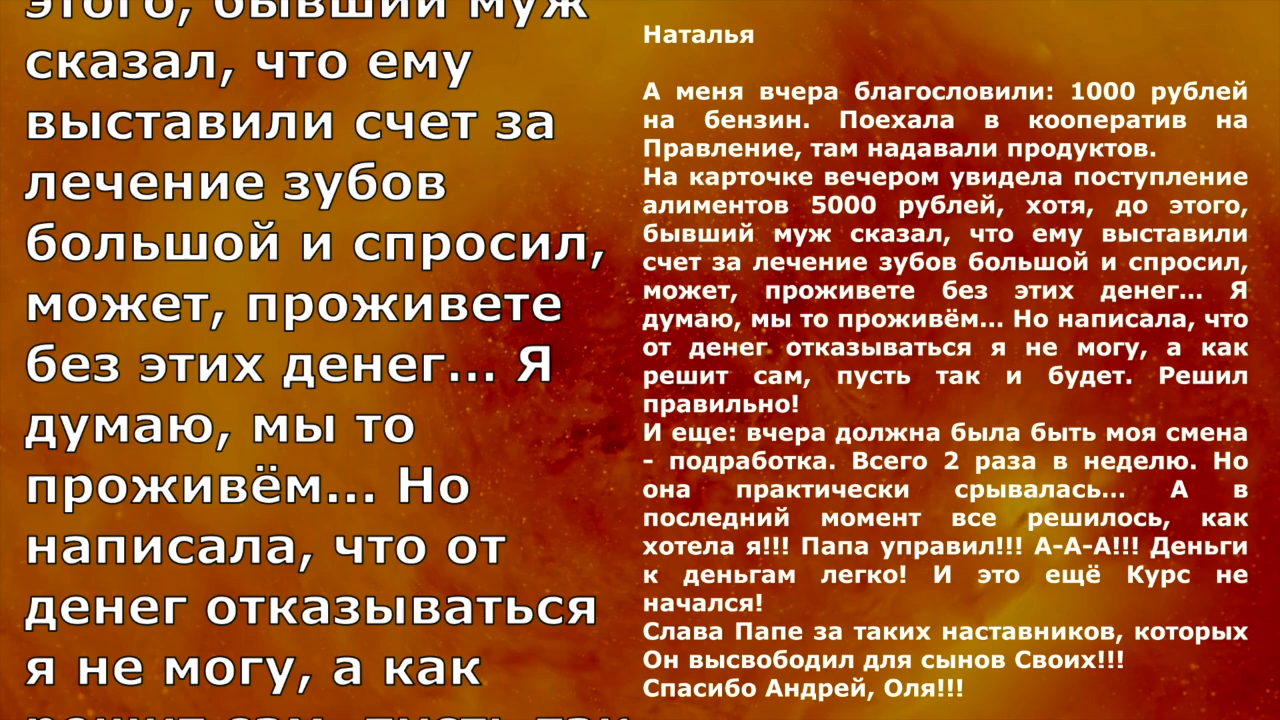 этого, бывший муж
сказал, что ему
выставили счет за
лечение зубов
большой и спросил,
может, проживете
без этих денег... Я
думаю, мы то
проживём... Но
написала, что от
денег отказываться
я не могу, а как
решит сам, пусть так
Наталья
А меня вчера благословили: 1000 рублей
на бензин. Поехала в кооператив на
Правление, там надавали продуктов.
На карточке вечером увидела поступление
алиментов 5000 рублей, хотя, до этого,
бывший муж сказал, что ему выставили
счет за лечение зубов большой и спросил,
может, проживете без этих денег... Я
думаю, мы то проживём... Но написала, что
от денег отказываться я не могу, а как
решит сам, пусть так и будет. Решил
правильно!
И еще: вчера должна была быть моя смена
- подработка. Всего 2 раза в неделю. Но
она практически срывалась... А в
последний момент все решилось, как
хотела я!!! Папа управил!!! А-А-А!!! Деньги
к деньгам легко! И это ещё Курс не
начался!
Слава Папе за таких наставников, которых
Он высвободил для сынов Своих!!!
Спасибо Андрей, Оля!!!